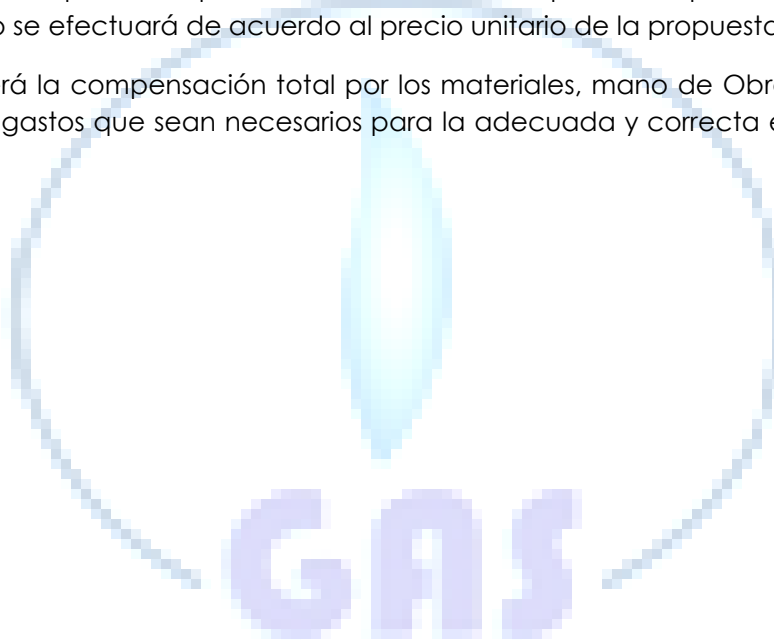 o se efectuará de acuerdo al precio unitario de la propuesta
rá la compensación total por los materiales, mano de Obra
gastos que sean necesarios para la adecuada y correcta e
GAS